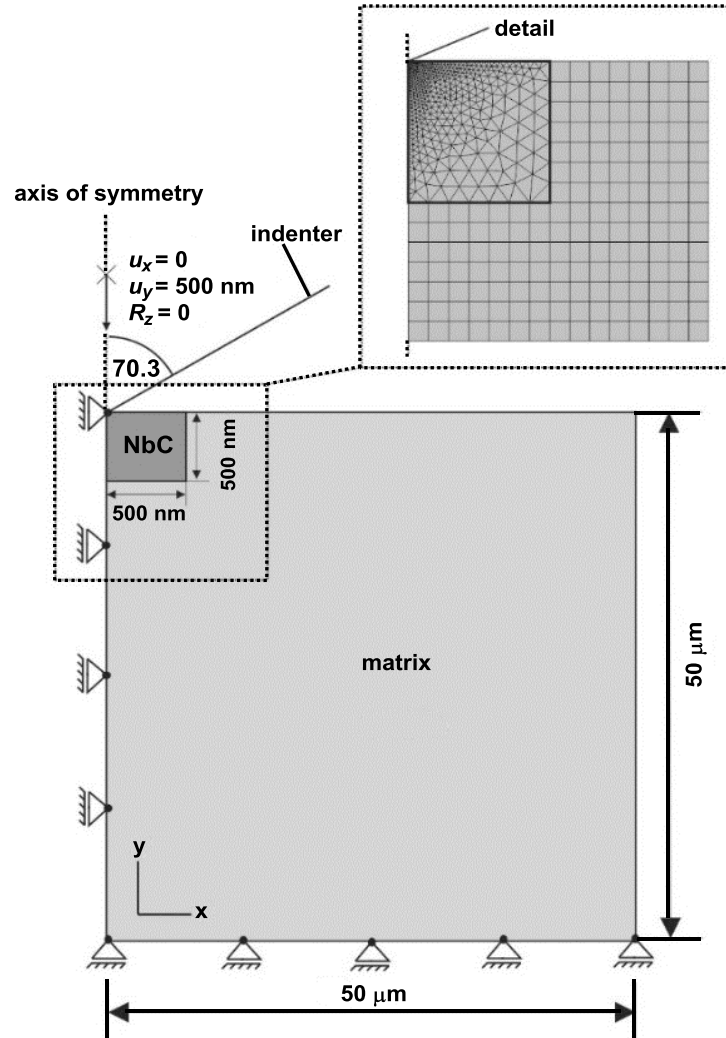 detail
axis of symmetry
indenter
uₓ = 0
u_y = 500 nm
R_z = 0
70.3
NbC
500 nm
500 nm
matrix
50 μm
y
x
50 μm